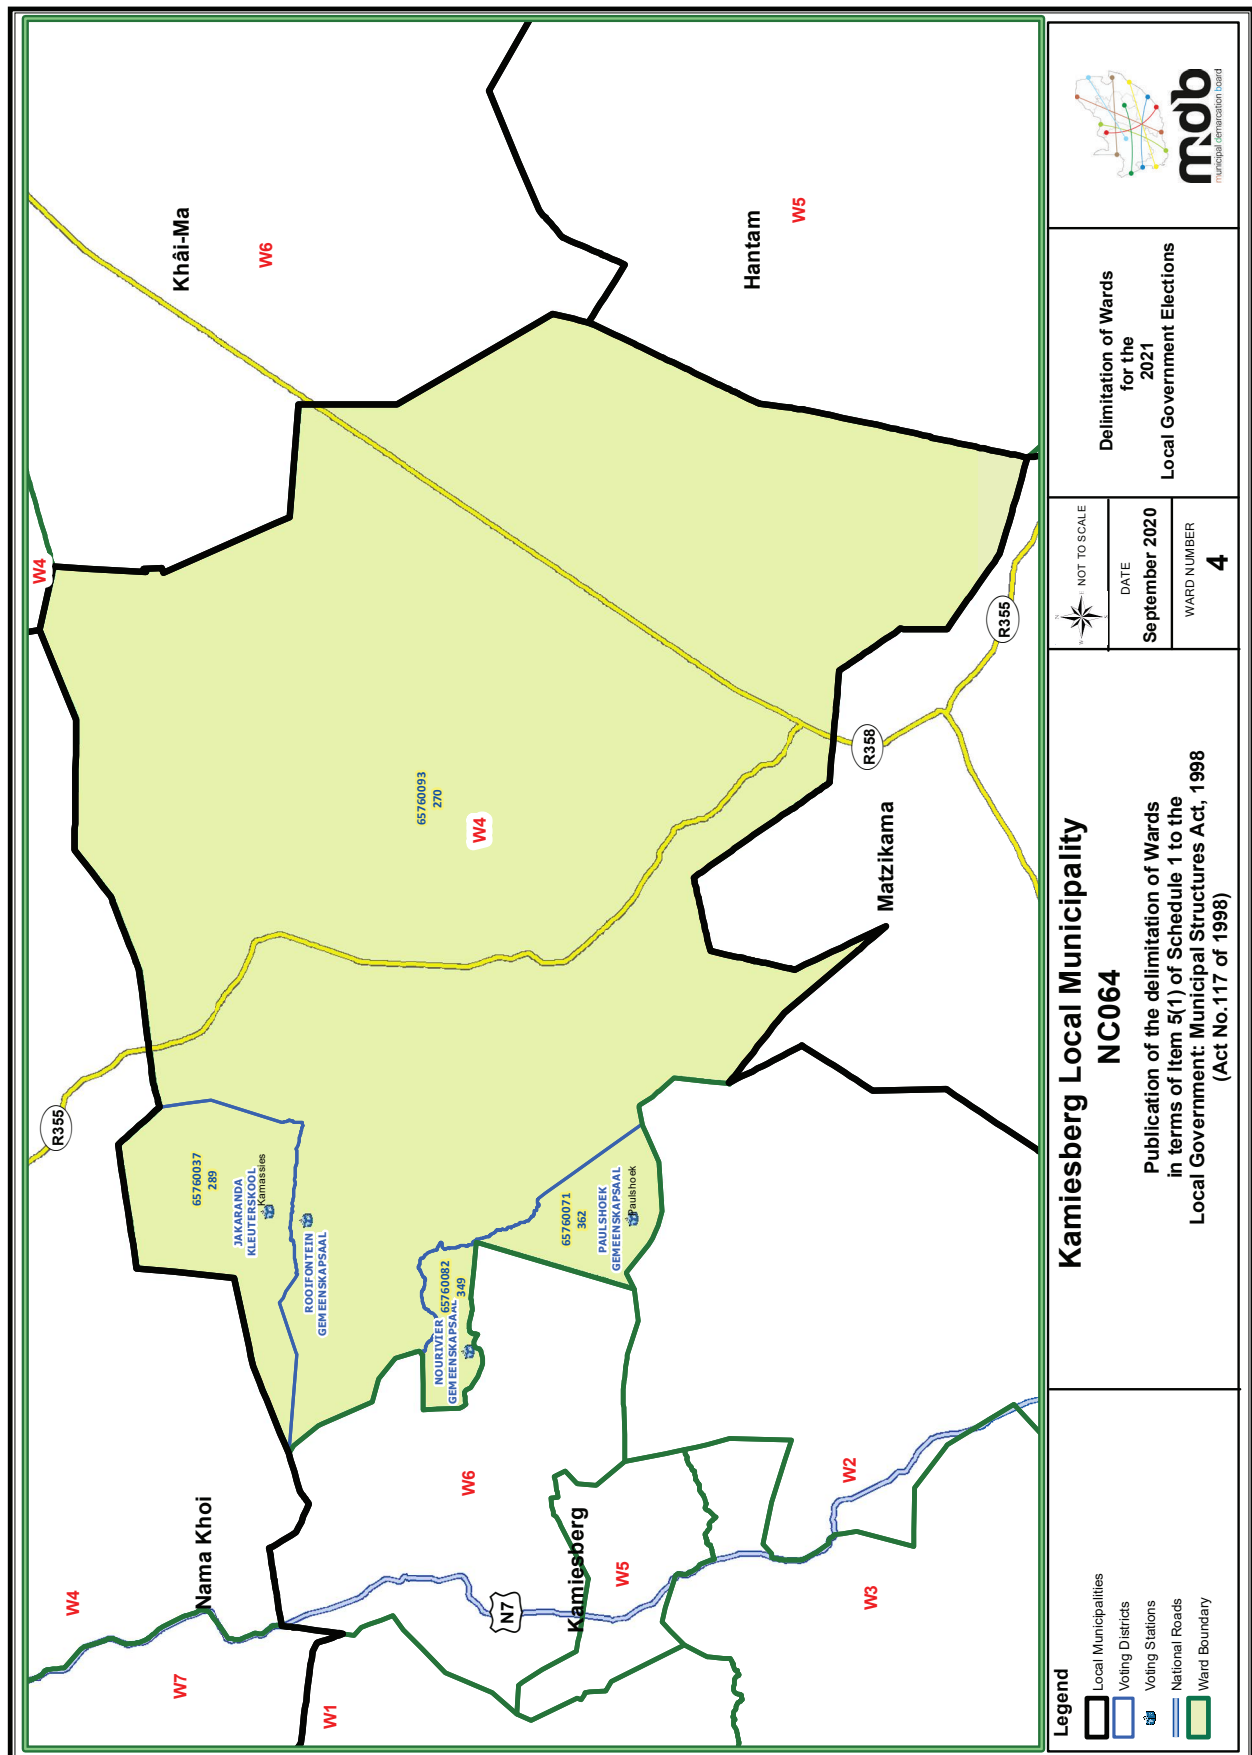 Khâi-Ma
W6
W5
Hantam
W4
R355
65760093
270
W4
R358
R355
Matzikama
65760037
289
JAKARANDA
KLEUTERSKOOL
Kamassies
ROOIFONTEIN
GEMEENSKAPSAAL
65760071
362
PAULSHOEK
GEMEENSKAPSAAL
Paulshoek
65760082
349
NOURIVIER
GEMEENSKAPSAAL
Nama Khoi
W4
W7
W1
W6
N7
Kamiesberg
W5
W2
W3
Legend
Local Municipalities
Voting Districts
Voting Stations
National Roads
Ward Boundary
Kamiesberg Local Municipality
NC064
Publication of the delimitation of Wards
in terms of Item 5(1) of Schedule 1 to the
Local Government: Municipal Structures Act, 1998
(Act No.117 of 1998)
N
E
S
W
NOT TO SCALE
DATE
September 2020
WARD NUMBER
4
Delimitation of Wards
for the
2021
Local Government Elections
mdb
municipal demarcation board